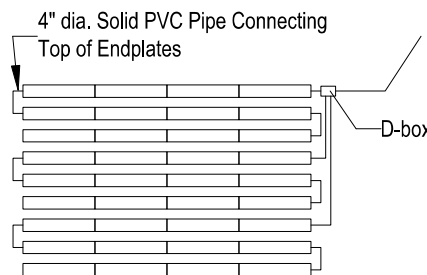 4" dia. Solid PVC Pipe Connecting
Top of Endplates
D-box